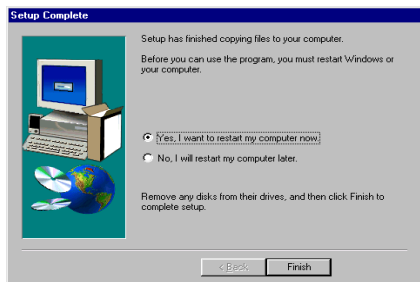 Setup Complete
Setup has finished copying files to your computer.
Before you can use the program, you must restart Windows or
your computer.
Yes, I want to restart my computer now.
No, I will restart my computer later.
Remove any disks from their drives, and then click Finish to
complete setup.
< Back
Finish